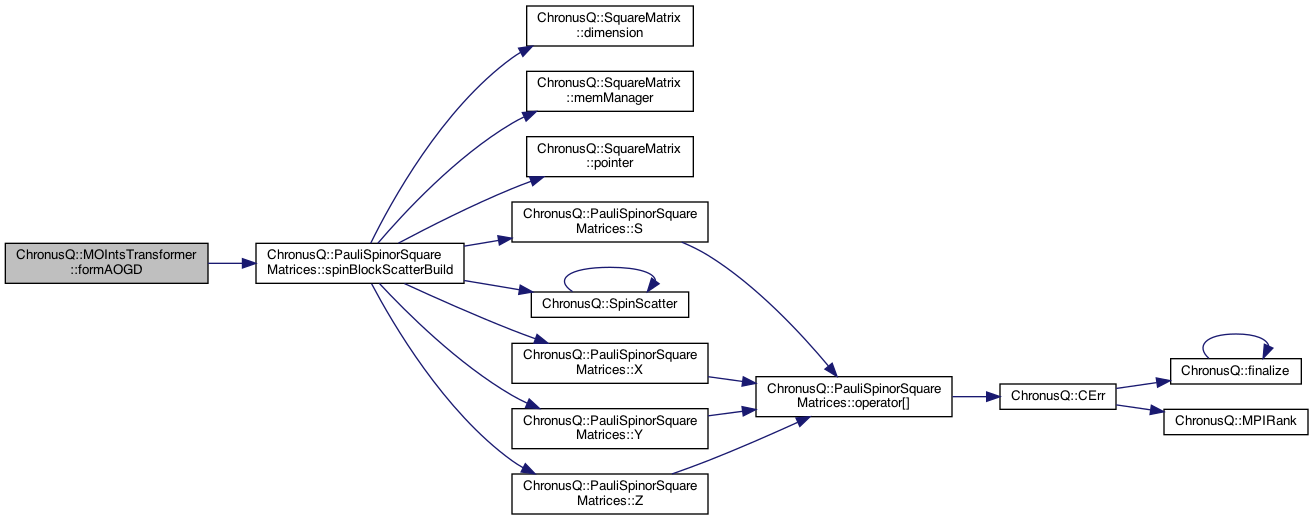 ChronusQ::SquareMatrix
::dimension
ChronusQ::SquareMatrix
::memManager
ChronusQ::SquareMatrix
::pointer
ChronusQ::PauliSpinorSquare
Matrices::S
ChronusQ::MOIntsTransformer
::formAOGD
ChronusQ::PauliSpinorSquare
Matrices::spinBlockScatterBuild
ChronusQ::SpinScatter
ChronusQ::PauliSpinorSquare
Matrices::X
ChronusQ::PauliSpinorSquare
Matrices::Y
ChronusQ::PauliSpinorSquare
Matrices::Z
ChronusQ::PauliSpinorSquare
Matrices::operator[]
ChronusQ::CErr
ChronusQ::finalize
ChronusQ::MPIRank